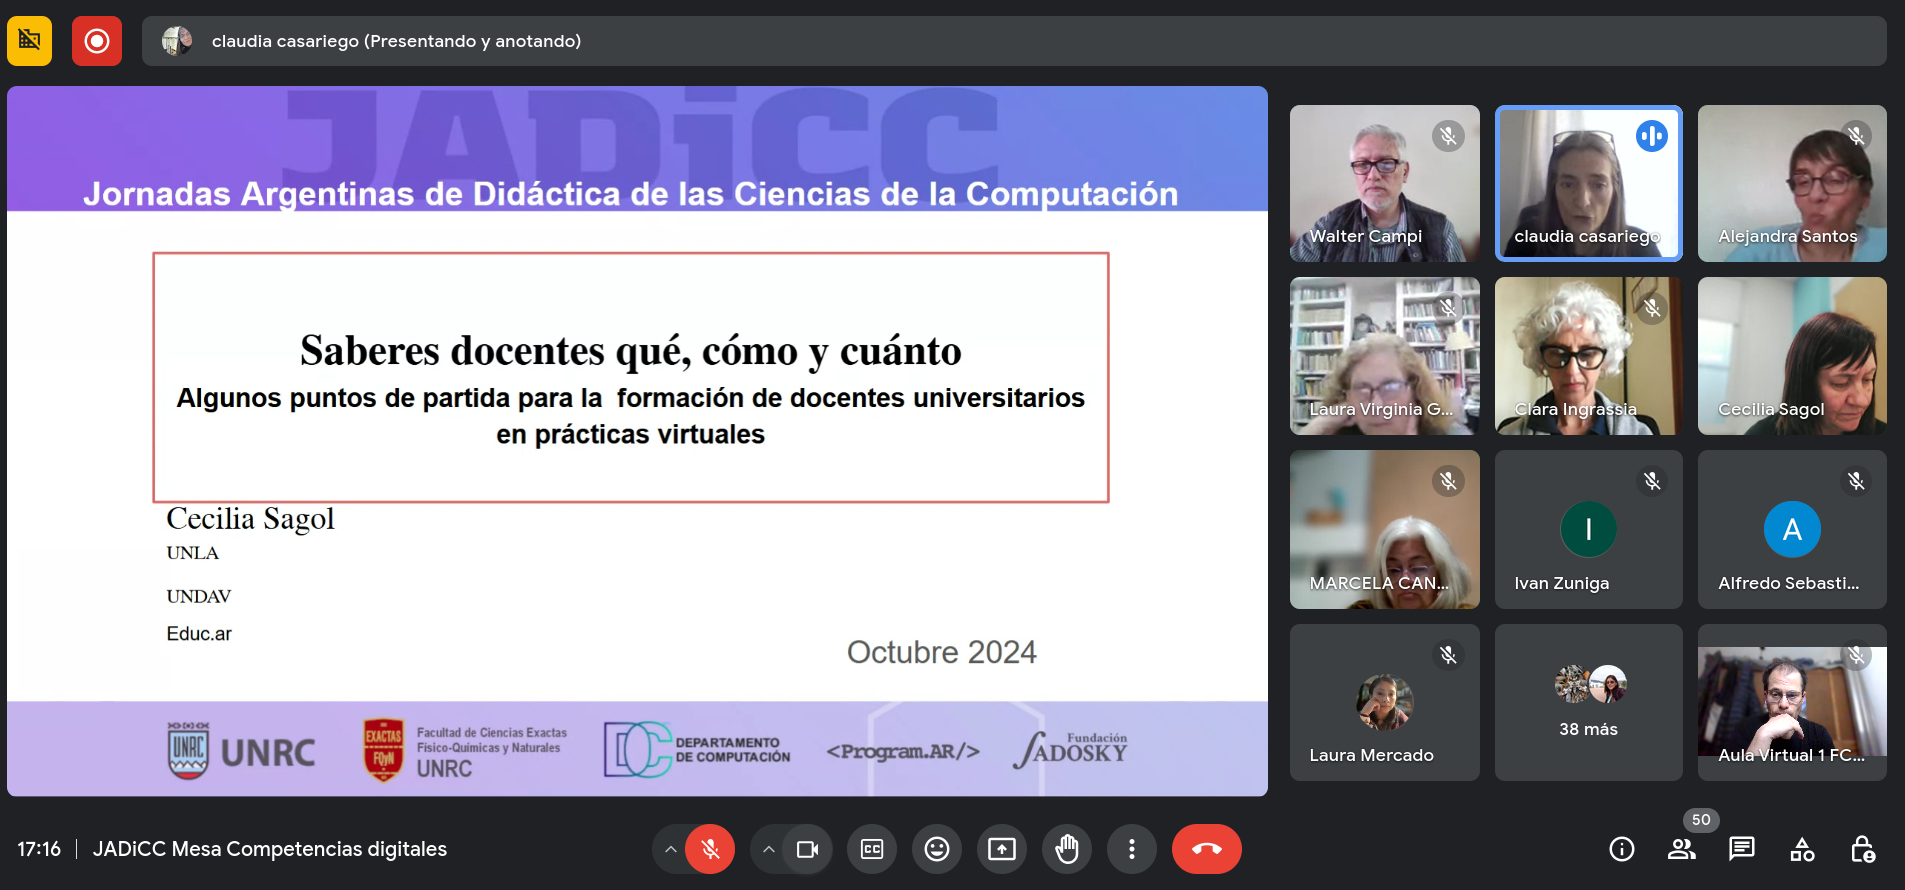 claudia casariego (Presentando y anotando)
JADiCC
Jornadas Argentinas de Didáctica de las Ciencias de la Computación
Saberes docentes qué, cómo y cuánto
Algunos puntos de partida para la formación de docentes universitarios
en prácticas virtuales
Cecilia Sagol
UNLA
UNDAV
Educ.ar
Octubre 2024
UNRC
UNRC
EXACTAS
FQyN
Facultad de Ciencias Exactas
Físico-Químicas y Naturales
UNRC
DC
DEPARTAMENTO
DE COMPUTACIÓN
<Program.AR/>
Fundación
SADOSKY
Walter Campi
claudia casariego
Alejandra Santos
Laura Virginia G...
Clara Ingrassia
Cecilia Sagol
MARCELA CAN...
I
Ivan Zuniga
A
Alfredo Sebasti...
Laura Mercado
38 más
Aula Virtual 1 FC...
17:16
JADiCC Mesa Competencias digitales
CC
50